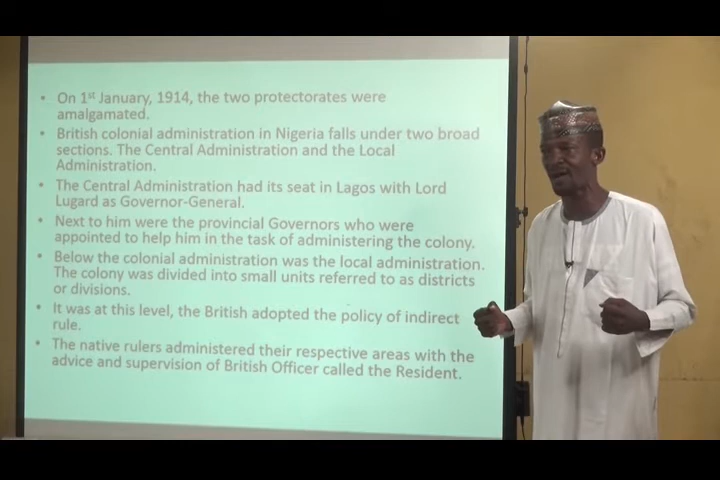 • On 1st January, 1914, the two protectorates were
amalgamated.
• British colonial administration in Nigeria falls under two broad
sections. The Central Administration and the Local
Administration.
• The Central Administration had its seat in Lagos with Lord
Lugard as Governor-General.
• Next to him were the provincial Governors who were
appointed to help him in the task of administering the colony.
• Below the colonial administration was the local administration.
The colony was divided into small units referred to as districts
or divisions.
• It was at this level, the British adopted the policy of indirect
rule.
• The native rulers administered their respective areas with the
advice and supervision of British Officer called the Resident.